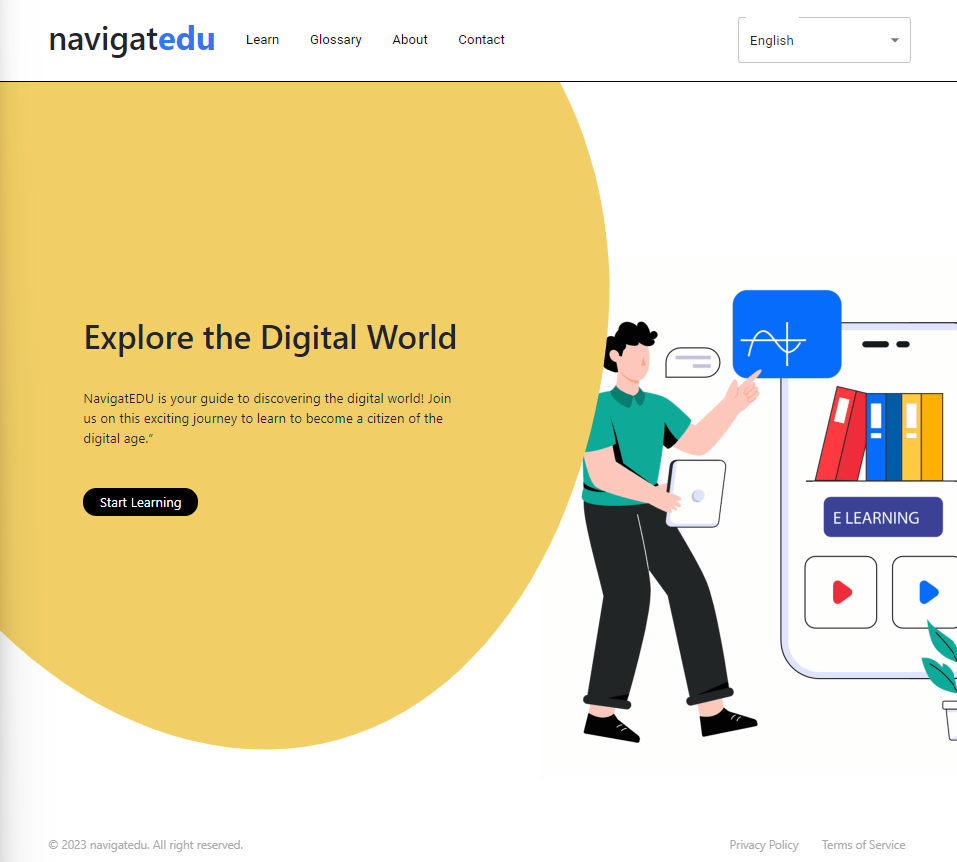 navigatedu Learn Glossary About Contact English
Explore the Digital World
NavigatEDU is your guide to discovering the digital world! Join
us on this exciting journey to learn to become a citizen of the
digital age.”
Start Learning
E LEARNING
© 2023 navigatedu. All right reserved. Privacy Policy Terms of Service